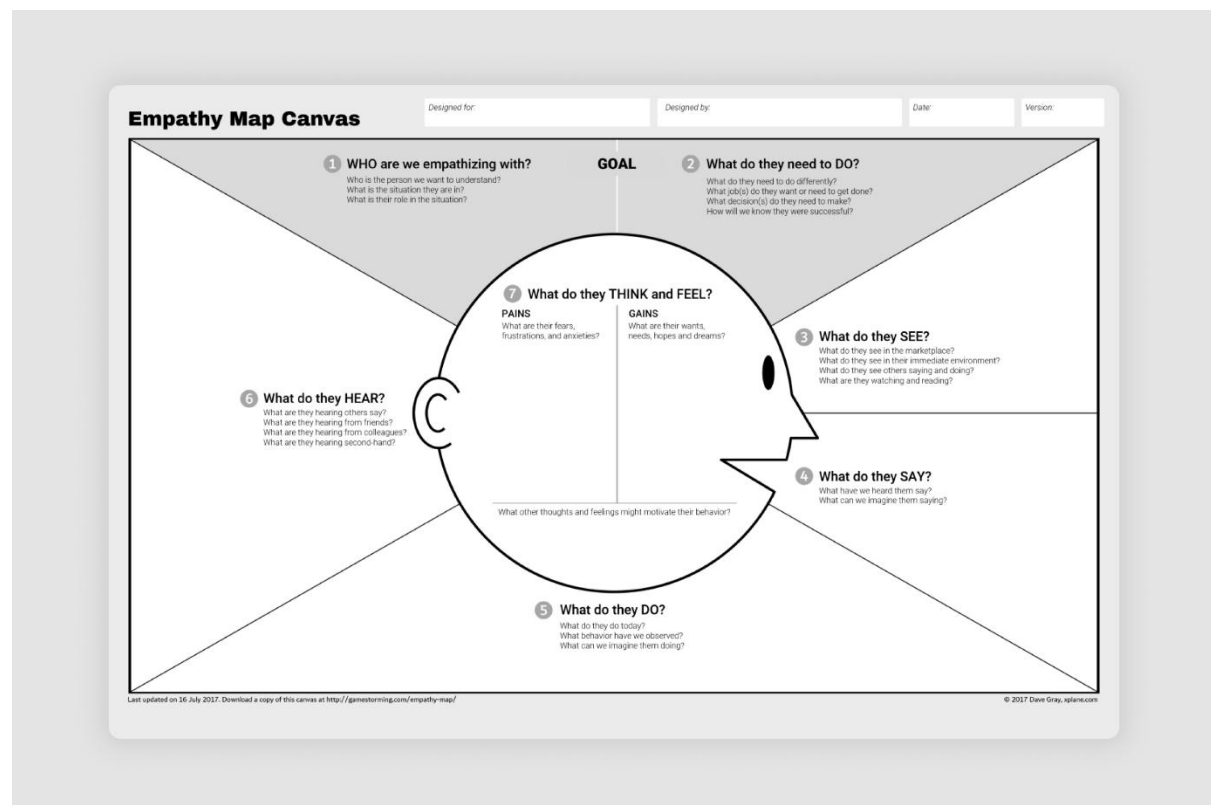 Empathy Map Canvas
Designed for:
Designed by:
Date:
Version:
1 WHO are we empathizing with?
Who is the person we want to understand?
What is the situation they are in?
What is their role in the situation?
GOAL
2 What do they need to DO?
What do they need to do differently?
What job(s) do they want or need to get done?
What decision(s) do they need to make?
How will we know they were successful?
3 What do they SEE?
What do they see in the marketplace?
What do they see in their immediate environment?
What do they see others saying and doing?
What are they watching and reading?
4 What do they SAY?
What have we heard them say?
What can we imagine them saying?
5 What do they DO?
What do they do today?
What behavior have we observed?
What can we imagine them doing?
6 What do they HEAR?
What are they hearing others say?
What are they hearing from friends?
What are they hearing from colleagues?
What are they hearing second-hand?
7 What do they THINK and FEEL?
PAINS
What are their fears,
frustrations, and anxieties?
GAINS
What are their wants,
needs, hopes and dreams?
What other thoughts and feelings might motivate their behavior?
Last updated on 16 July 2017. Download a copy of this canvas at http://gamestorming.com/empathy-map/
© 2017 Dave Gray, xplane.com